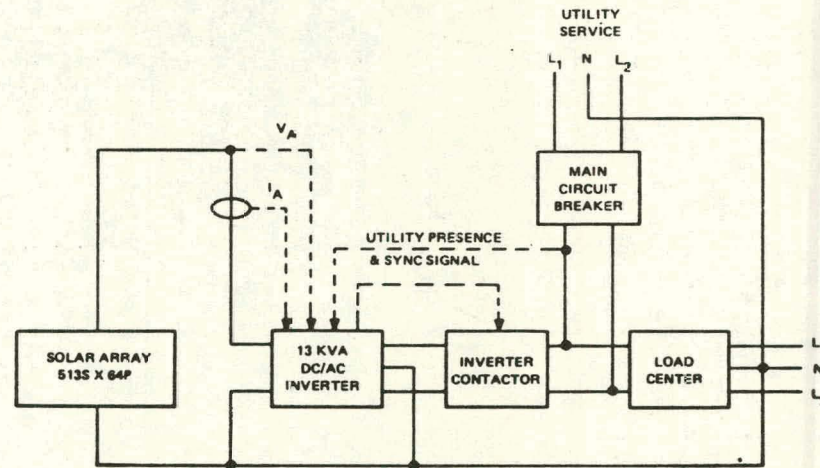 UTILITY
SERVICE
L1 N L2
VA
IA
MAIN
CIRCUIT
BREAKER
UTILITY PRESENCE
& SYNC SIGNAL
SOLAR ARRAY
513S X 64P
13 KVA
DC/AC
INVERTER
INVERTER
CONTACTOR
LOAD
CENTER
L
N
L